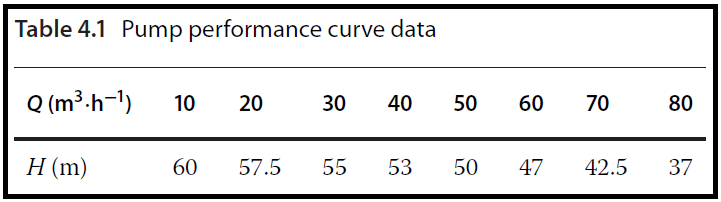 Table 4.1 Pump performance curve data
Q (m³·h⁻¹) 10 20 30 40 50 60 70 80
H (m) 60 57.5 55 53 50 47 42.5 37